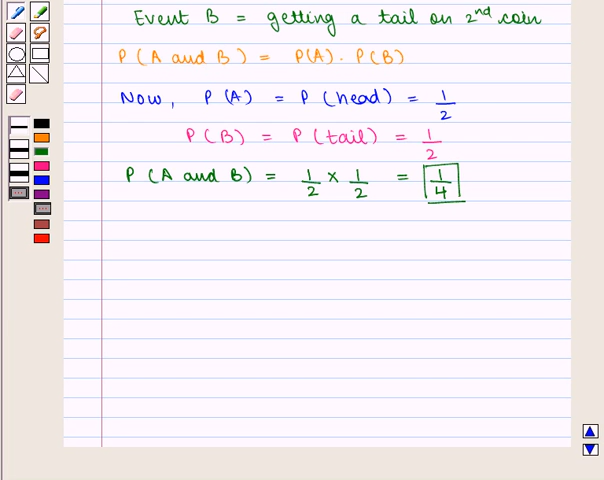 Event B = getting a tail on 2nd coin
P (A and B) = P(A) . P(B)
Now, P (A) = P (head) = 1/2
P (B) = P (tail) = 1/2
P (A and B) = 1/2 × 1/2 = 1/4